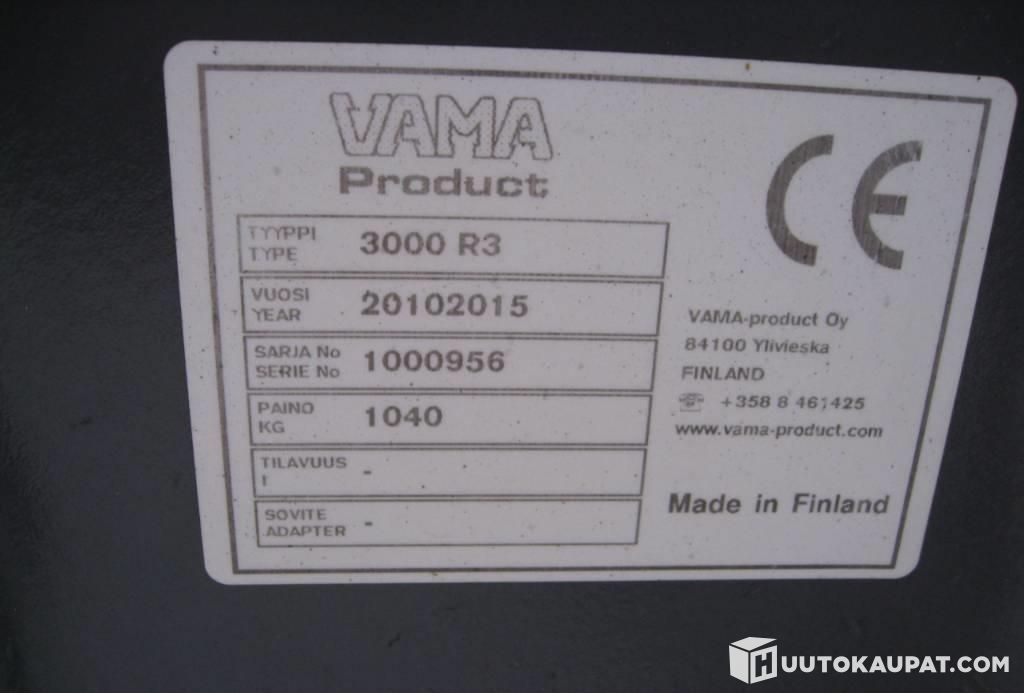 VAMA
Product
TYYPPI
TYPE
3000 R3
VUOSI
YEAR
20102015
SARJA No
SERIE No
1000956
PAINO
KG
1040
TILAVUUS
l
-
SOVITE
ADAPTER
-
CE
VAMA-product Oy
84100 Ylivieska
FINLAND
☏ +358 8 461425
www.vama-product.com
Made in Finland
HUUTOKAUPAT.COM